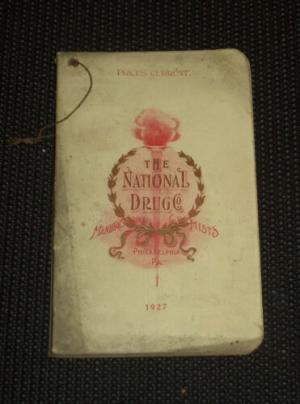 PRICES CURRENT.
THE
NATIONAL
DRUG CO.
PHILADELPHIA
PA.
1927